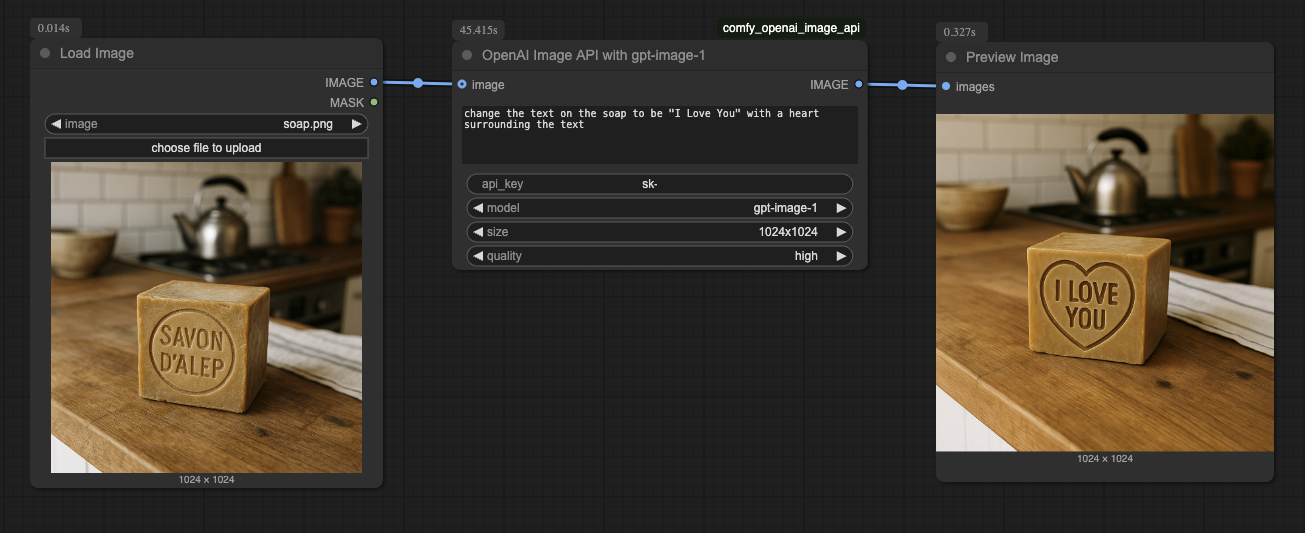 0.014s
Load Image
IMAGE
MASK
image soap.png
choose file to upload
SAVON
D'ALEP
1024 x 1024
45.415s
comfy_openai_image_api
OpenAI Image API with gpt-image-1
image IMAGE
change the text on the soap to be "I Love You" with a heart
surrounding the text
api_key sk-
model gpt-image-1
size 1024x1024
quality high
0.327s
Preview Image
images
I LOVE
YOU
1024 x 1024